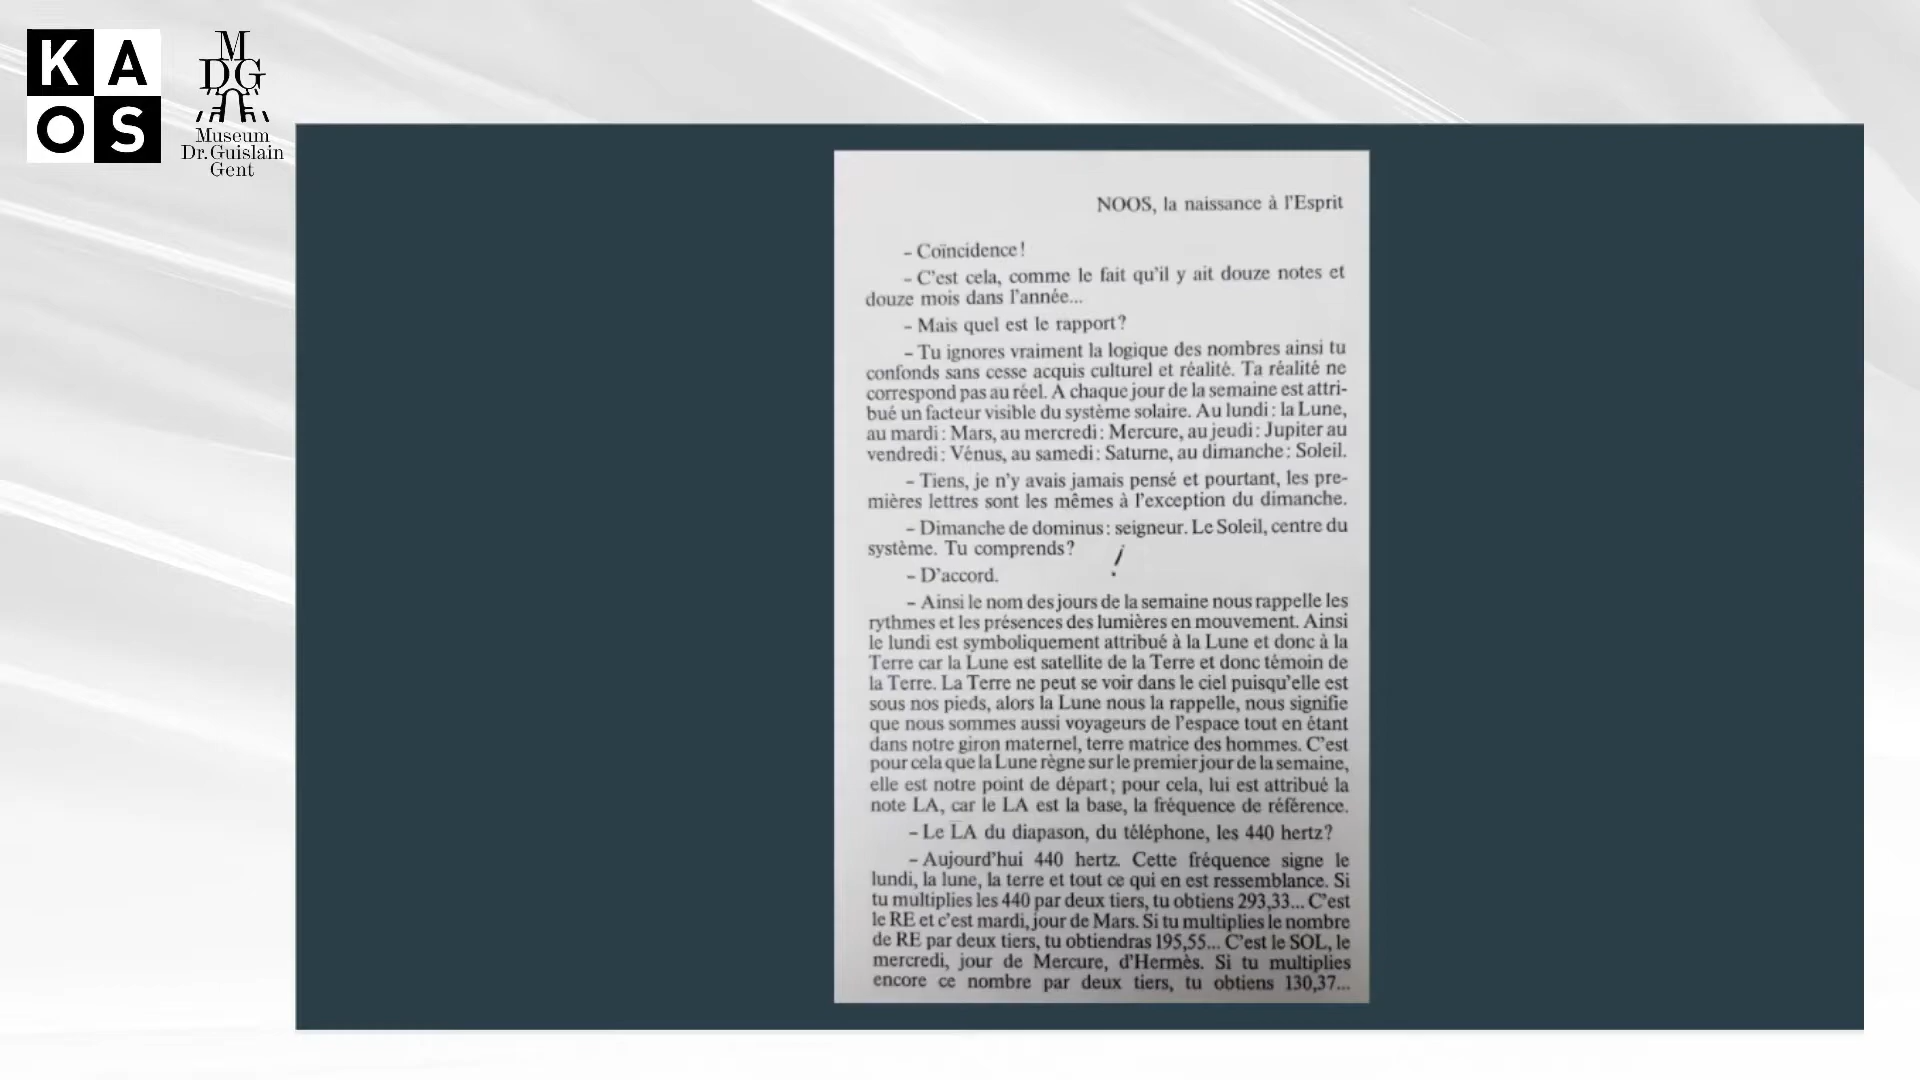 K A
O S
M
DG
Museum
Dr. Guislain
Gent
NOOS, la naissance à l'Esprit
– Coïncidence!
– C'est cela, comme le fait qu'il y ait douze notes et
douze mois dans l'année...
– Mais quel est le rapport?
– Tu ignores vraiment la logique des nombres ainsi tu
confonds sans cesse acquis culturel et réalité. Ta réalité ne
correspond pas au réel. A chaque jour de la semaine est attri-
bué un facteur visible du système solaire. Au lundi : la Lune,
au mardi : Mars, au mercredi : Mercure, au jeudi : Jupiter au
vendredi : Vénus, au samedi : Saturne, au dimanche : Soleil.
– Tiens, je n'y avais jamais pensé et pourtant, les pre-
mières lettres sont les mêmes à l'exception du dimanche.
– Dimanche de dominus : seigneur. Le Soleil, centre du
système. Tu comprends? !
– D'accord.
– Ainsi le nom des jours de la semaine nous rappelle les
rythmes et les présences des lumières en mouvement. Ainsi
le lundi est symboliquement attribué à la Lune et donc à la
Terre car la Lune est satellite de la Terre et donc témoin de
la Terre. La Terre ne peut se voir dans le ciel puisqu'elle est
sous nos pieds, alors la Lune nous la rappelle, nous signifie
que nous sommes aussi voyageurs de l'espace tout en étant
dans notre giron maternel, terre matrice des hommes. C'est
pour cela que la Lune règne sur le premier jour de la semaine,
elle est notre point de départ ; pour cela, lui est attribué la
note LA, car le LA est la base, la fréquence de référence.
– Le LA du diapason, du téléphone, les 440 hertz?
– Aujourd'hui 440 hertz. Cette fréquence signe le
lundi, la lune, la terre et tout ce qui en est ressemblance. Si
tu multiplies les 440 par deux tiers, tu obtiens 293,33... C'est
le RE et c'est mardi, jour de Mars. Si tu multiplies le nombre
de RE par deux tiers, tu obtiendras 195,55... C'est le SOL, le
mercredi, jour de Mercure, d'Hermès. Si tu multiplies
encore ce nombre par deux tiers, tu obtiens 130,37...